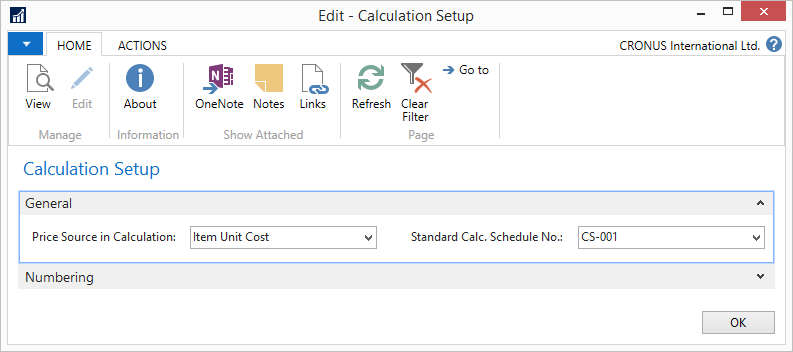 Edit - Calculation Setup
HOME ACTIONS CRONUS International Ltd. ?
View Edit About OneNote Notes Links Refresh Clear Filter Go to
Manage Information Show Attached Page
Calculation Setup
General
Price Source in Calculation: Item Unit Cost Standard Calc. Schedule No.: CS-001
Numbering
OK